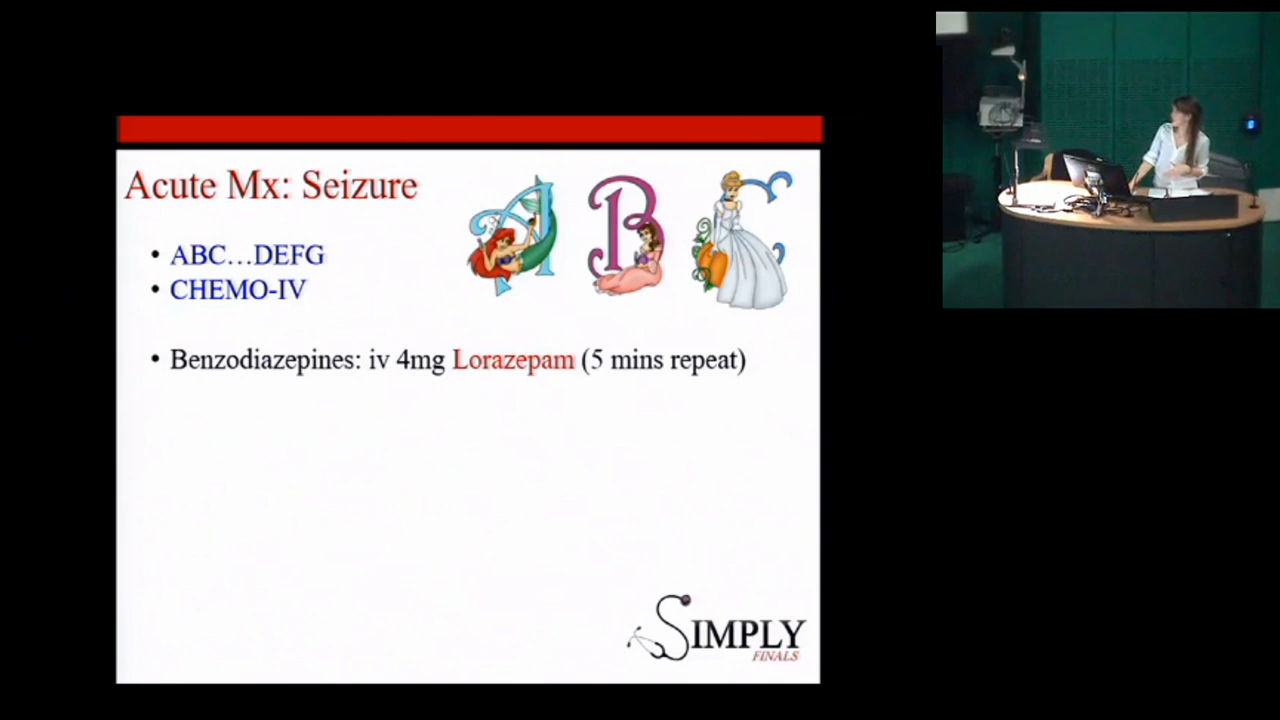 Acute Mx: Seizure
A B C
• ABC…DEFG
• CHEMO-IV
• Benzodiazepines: iv 4mg Lorazepam (5 mins repeat)
SIMPLY
FINALS